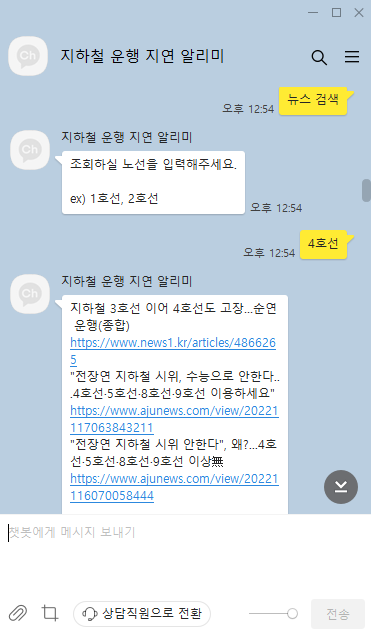 지하철 운행 지연 알리미
뉴스 검색
오후 12:54
지하철 운행 지연 알리미
조회하실 노선을 입력해주세요.
ex) 1호선, 2호선
오후 12:54
4호선
오후 12:54
지하철 운행 지연 알리미
지하철 3호선 이어 4호선도 고장...순연
운행(종합)
https://www.news1.kr/articles/486626
5
"전장연 지하철 시위, 수능으로 안한다..
.4호선·5호선·8호선·9호선 이용하세요"
https://www.ajunews.com/view/20221
117063843211
"전장연 지하철 시위 안한다", 왜?...4호
선·5호선·8호선·9호선 이상無
https://www.ajunews.com/view/20221
116070058444
챗봇에게 메시지 보내기
상담직원으로 전환
전송
Ch
Ch
Ch